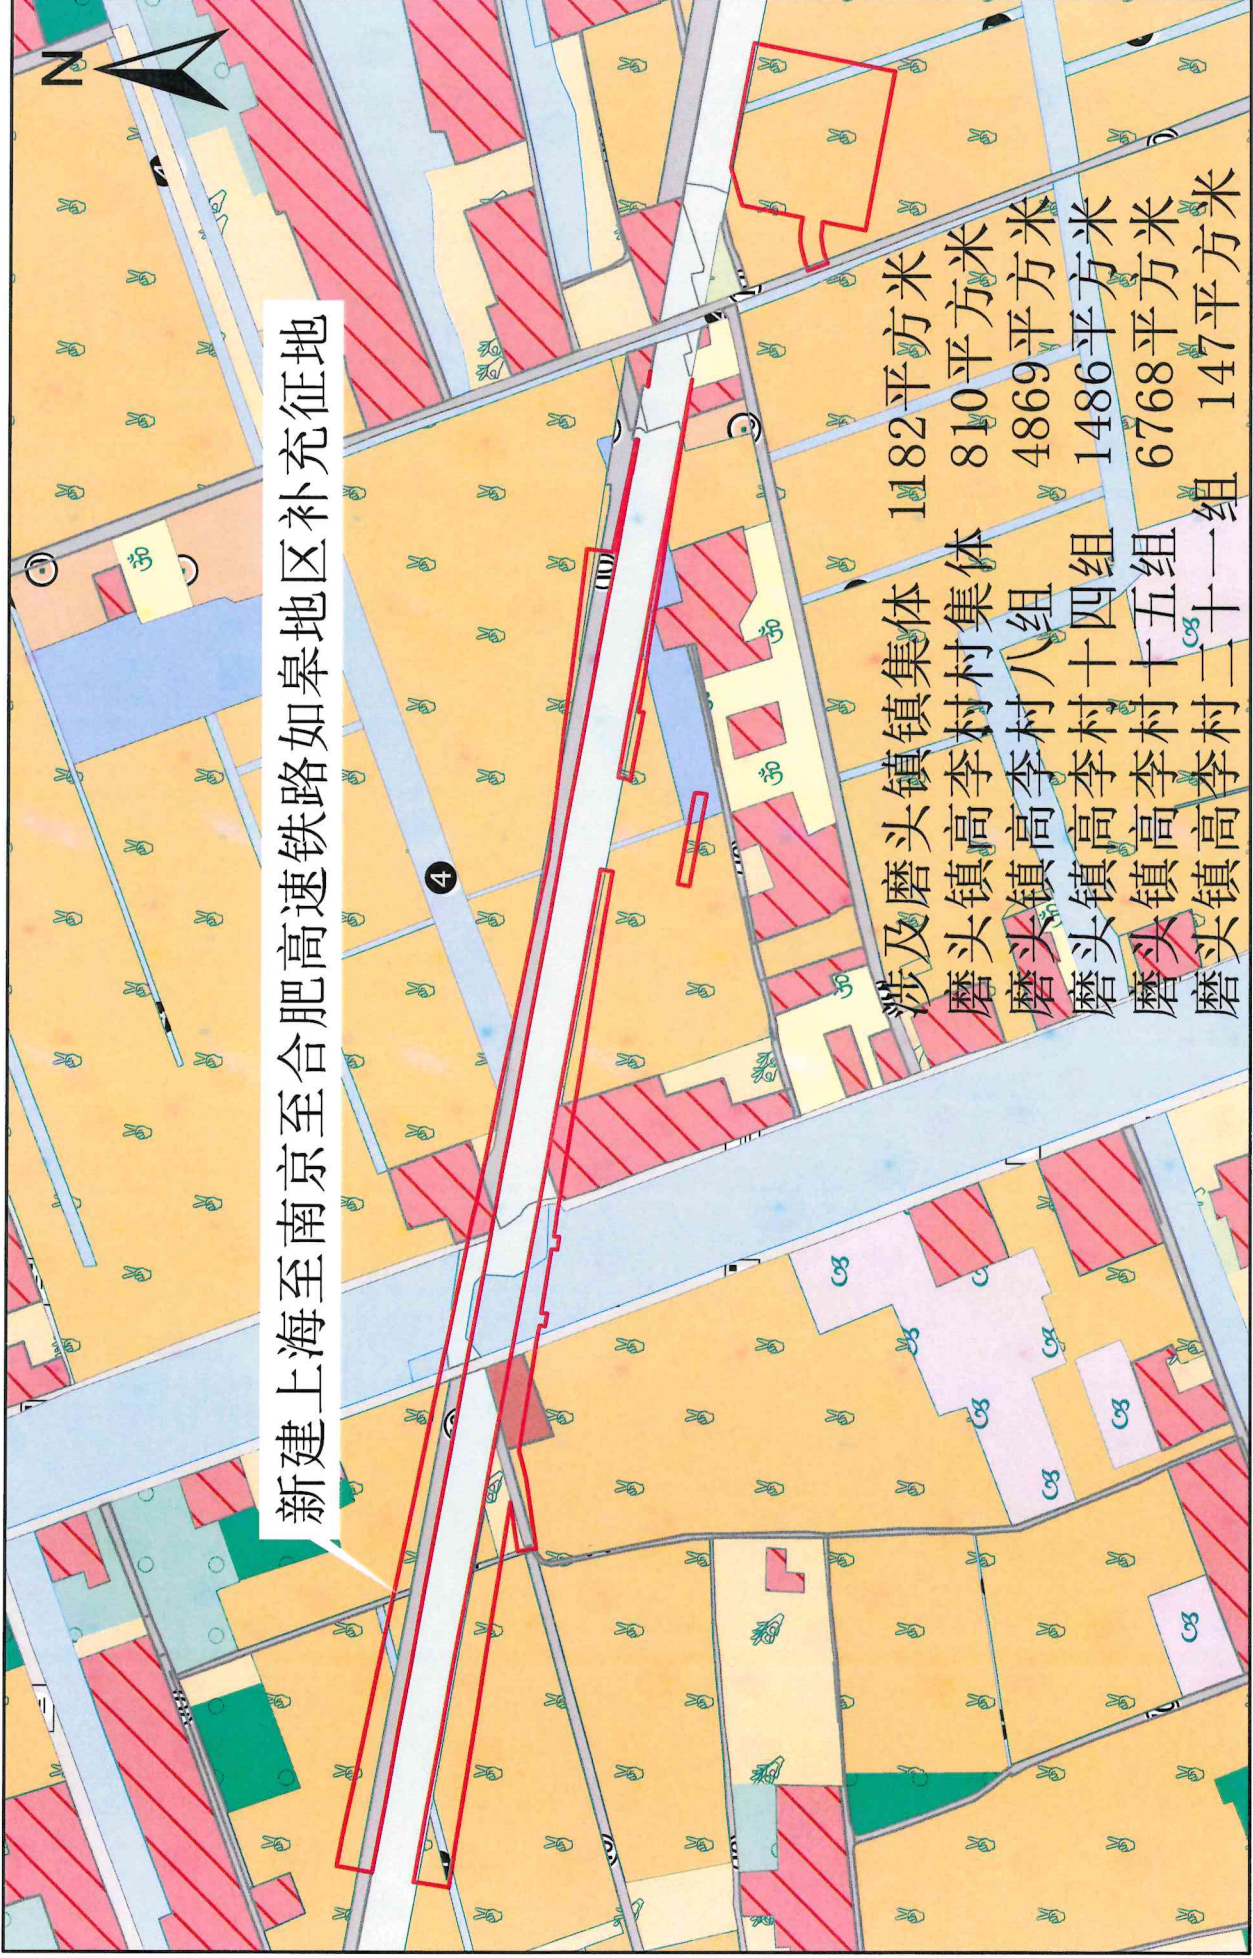 N
新建上海至南京至合肥高速铁路如皋地区补充征地
4
涉及磨头镇镇集体 1182平方米
磨头镇高李村村集体 810平方米
磨头镇高李村八组 4869平方米
磨头镇高李村十四组 1486平方米
磨头镇高李村十五组 6768平方米
磨头镇高李村二十一组 147平方米